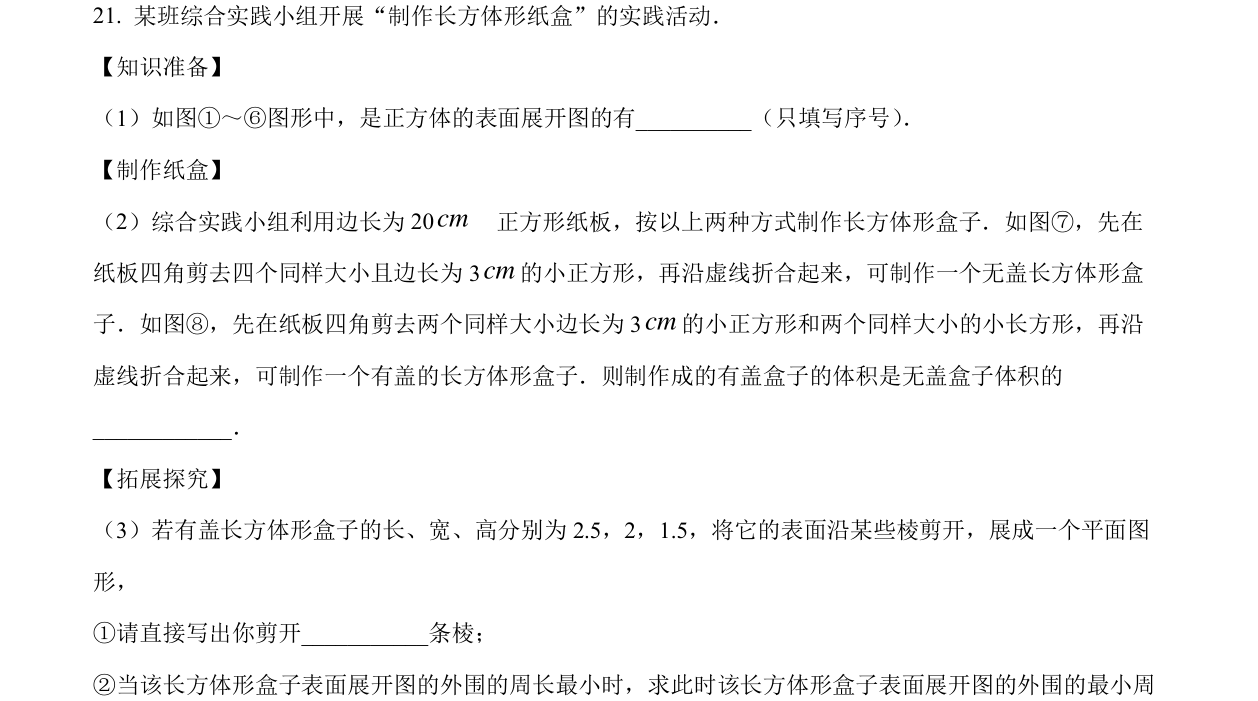 21. 某班综合实践小组开展“制作长方体形纸盒”的实践活动．
【知识准备】
（1）如图①～⑥图形中，是正方体的表面展开图的有__________（只填写序号）．
【制作纸盒】
（2）综合实践小组利用边长为 20cm 正方形纸板，按以上两种方式制作长方体形盒子．如图⑦，先在
纸板四角剪去四个同样大小且边长为 3cm 的小正方形，再沿虚线折合起来，可制作一个无盖长方体形盒
子．如图⑧，先在纸板四角剪去两个同样大小边长为 3cm 的小正方形和两个同样大小的小长方形，再沿
虚线折合起来，可制作一个有盖的长方体形盒子．则制作成的有盖盒子的体积是无盖盒子体积的
____________．
【拓展探究】
（3）若有盖长方体形盒子的长、宽、高分别为 2.5，2，1.5，将它的表面沿某些棱剪开，展成一个平面图
形，
①请直接写出你剪开___________条棱；
②当该长方体形盒子表面展开图的外围的周长最小时，求此时该长方体形盒子表面展开图的外围的最小周